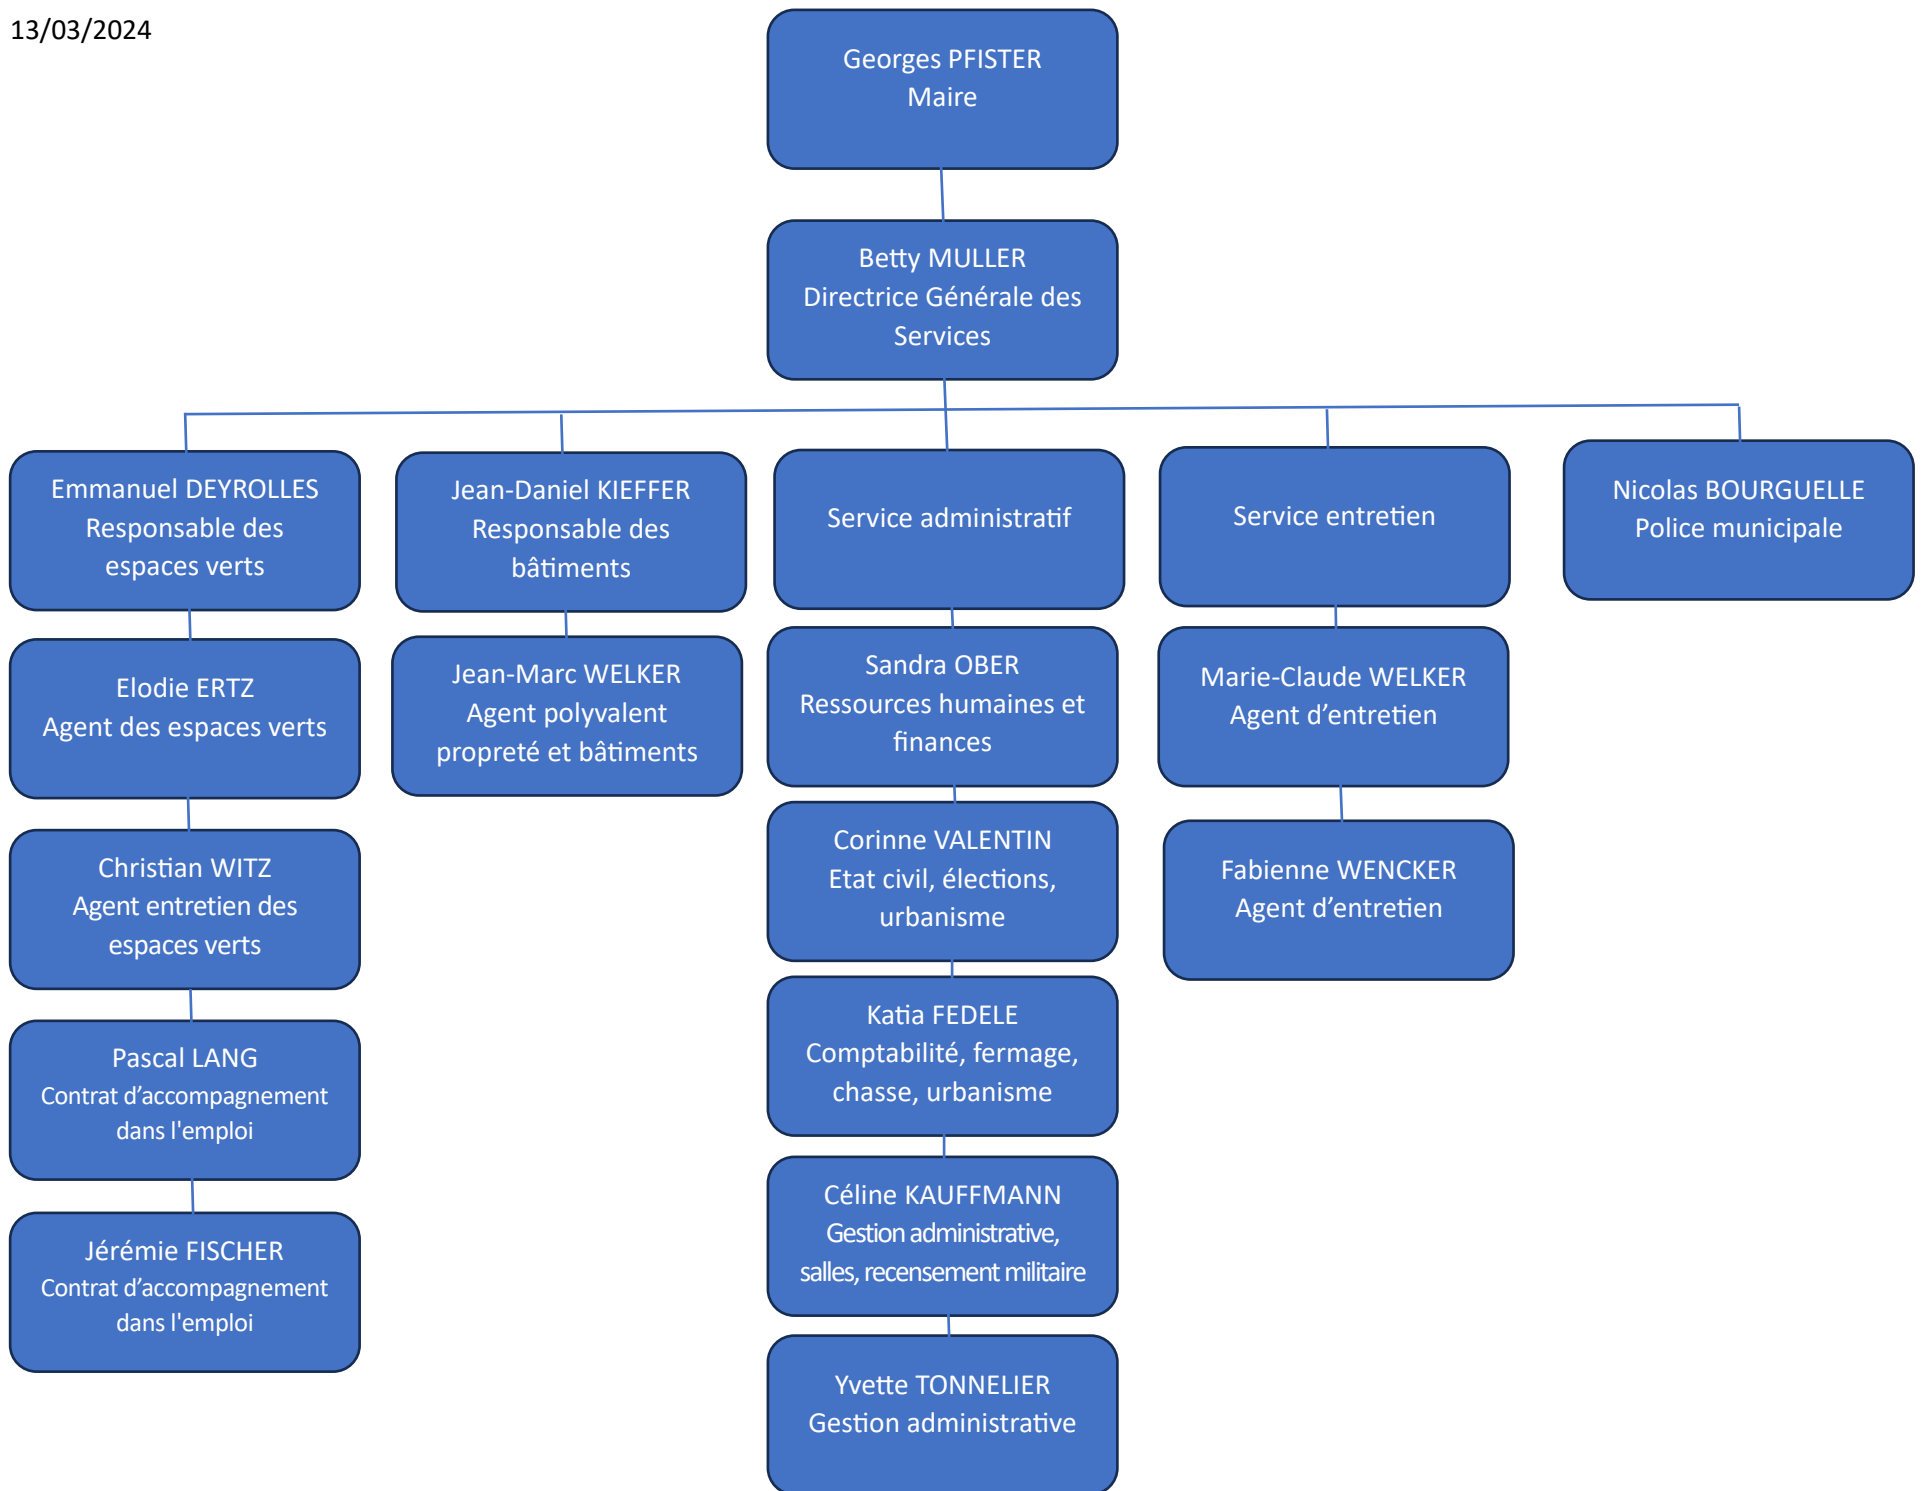 13/03/2024
Georges PFISTER
Maire
Betty MULLER
Directrice Générale des
Services
Emmanuel DEYROLLES
Responsable des
espaces verts
Jean-Daniel KIEFFER
Responsable des
bâtiments
Service administratif
Service entretien
Nicolas BOURGUELLE
Police municipale
Elodie ERTZ
Agent des espaces verts
Jean-Marc WELKER
Agent polyvalent
propreté et bâtiments
Sandra OBER
Ressources humaines et
finances
Marie-Claude WELKER
Agent d’entretien
Christian WITZ
Agent entretien des
espaces verts
Corinne VALENTIN
Etat civil, élections,
urbanisme
Fabienne WENCKER
Agent d’entretien
Pascal LANG
Contrat d’accompagnement
dans l'emploi
Katia FEDELE
Comptabilité, fermage,
chasse, urbanisme
Jérémie FISCHER
Contrat d’accompagnement
dans l'emploi
Céline KAUFFMANN
Gestion administrative,
salles, recensement militaire
Yvette TONNELIER
Gestion administrative